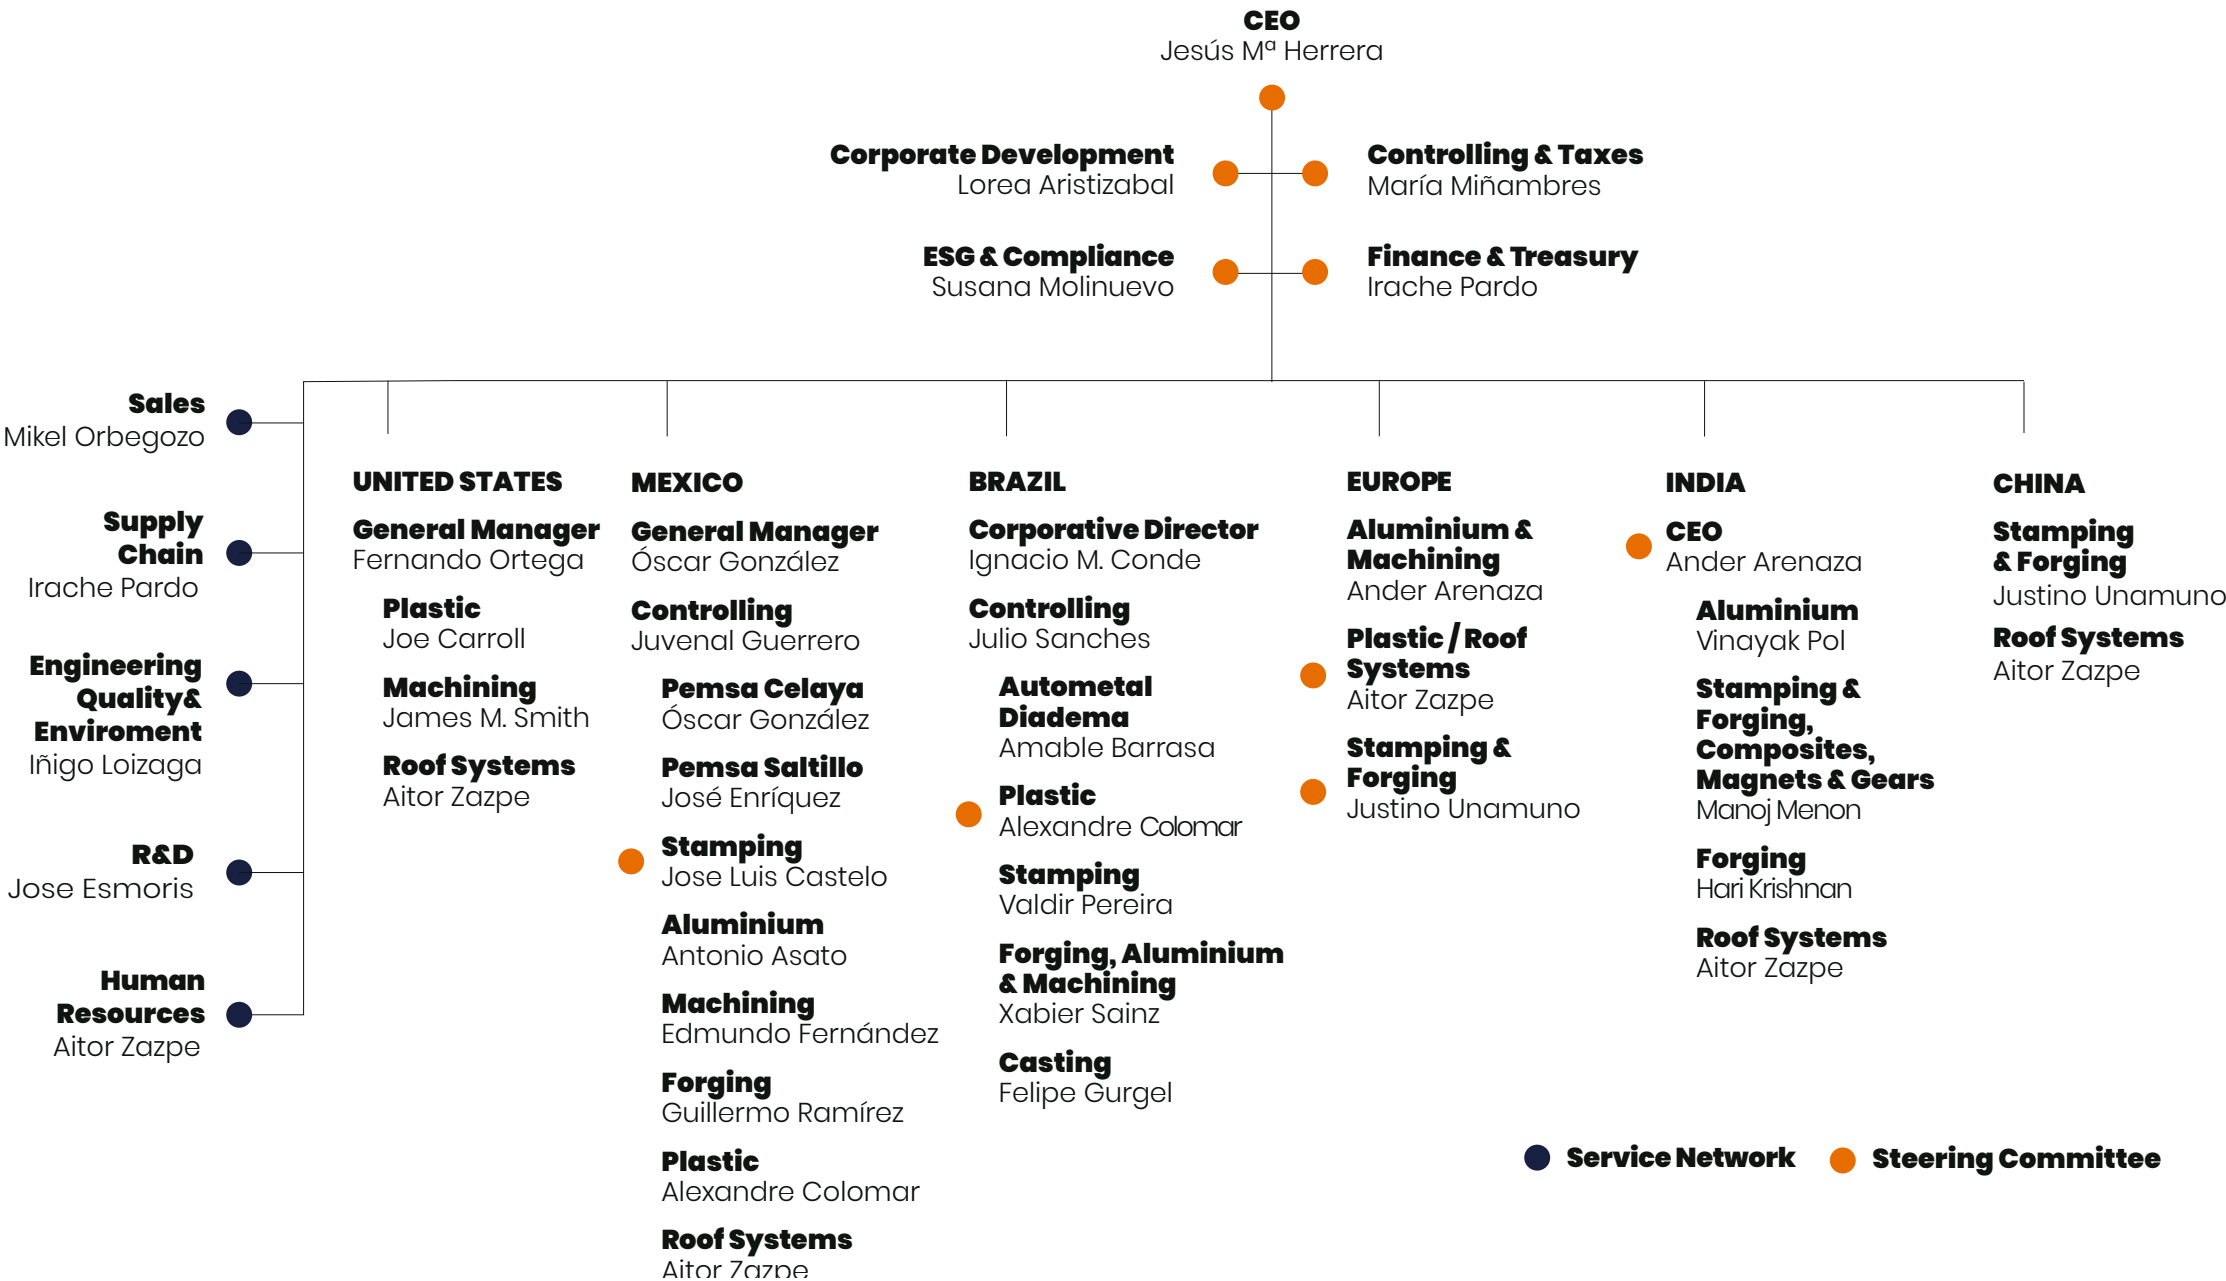 CEO
Jesús Mª Herrera
Corporate Development
Lorea Aristizabal
Controlling & Taxes
María Miñambres
ESG & Compliance
Susana Molinuevo
Finance & Treasury
Irache Pardo
Sales
Mikel Orbegozo
Supply
Chain
Irache Pardo
Engineering
Quality&
Enviroment
Iñigo Loizaga
R&D
Jose Esmoris
Human
Resources
Aitor Zazpe
UNITED STATES
General Manager
Fernando Ortega
Plastic
Joe Carroll
Machining
James M. Smith
Roof Systems
Aitor Zazpe
MEXICO
General Manager
Óscar González
Controlling
Juvenal Guerrero
Pemsa Celaya
Óscar González
Pemsa Saltillo
José Enríquez
Stamping
Jose Luis Castelo
Aluminium
Antonio Asato
Machining
Edmundo Fernández
Forging
Guillermo Ramírez
Plastic
Alexandre Colomar
Roof Systems
Aitor Zazpe
BRAZIL
Corporative Director
Ignacio M. Conde
Controlling
Julio Sanches
Autometal
Diadema
Amable Barrasa
Plastic
Alexandre Colomar
Stamping
Valdir Pereira
Forging, Aluminium
& Machining
Xabier Sainz
Casting
Felipe Gurgel
EUROPE
Aluminium &
Machining
Ander Arenaza
Plastic / Roof
Systems
Aitor Zazpe
Stamping &
Forging
Justino Unamuno
INDIA
CEO
Ander Arenaza
Aluminium
Vinayak Pol
Stamping &
Forging,
Composites,
Magnets & Gears
Manoj Menon
Forging
Hari Krishnan
Roof Systems
Aitor Zazpe
CHINA
Stamping
& Forging
Justino Unamuno
Roof Systems
Aitor Zazpe
Service Network
Steering Committee